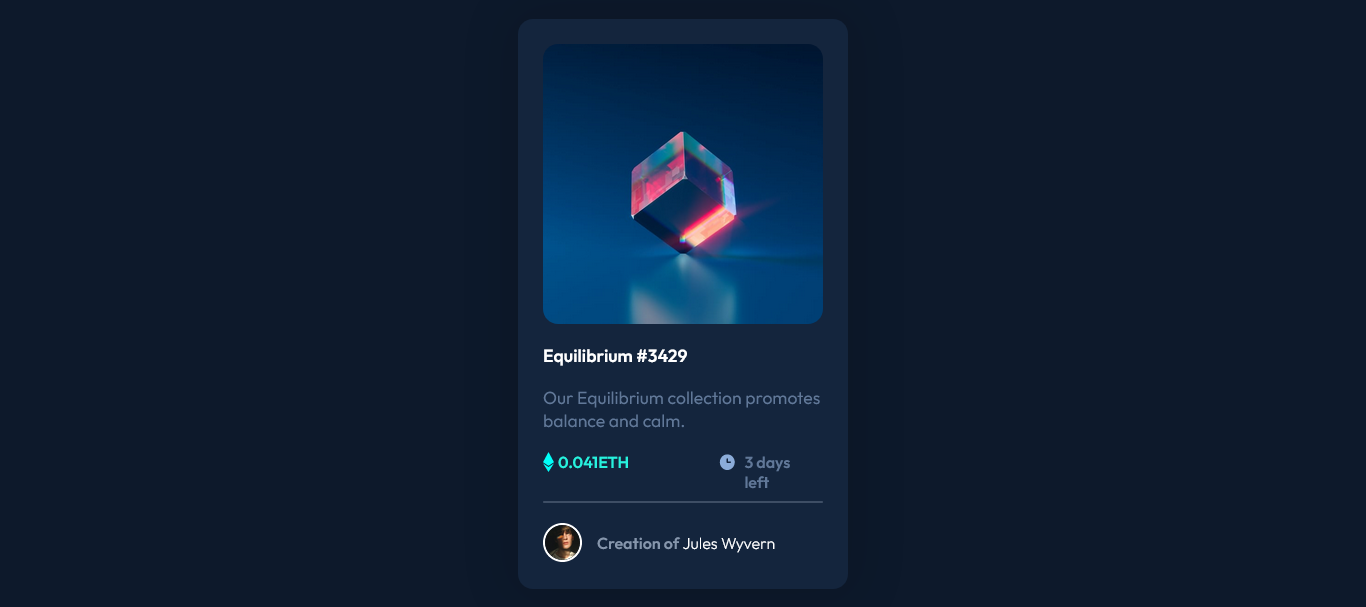 Equilibrium #3429
Our Equilibrium collection promotes
balance and calm.
0.041ETH
3 days
left
Creation of Jules Wyvern